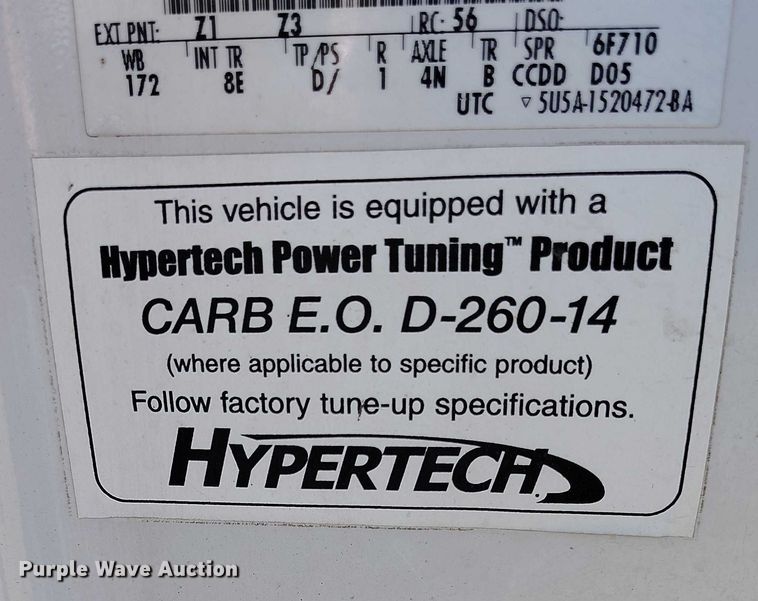 EXT PNT: Z1 Z3 RC: 56 DSO:
WB INT TR TP/PS R AXLE TR SPR 6F710
172 8E D/ 1 4N B CCDD D05
UTC ▽ 5U5A-1520472-BA
This vehicle is equipped with a
Hypertech Power Tuning™ Product
CARB E.O. D-260-14
(where applicable to specific product)
Follow factory tune-up specifications.
HYPERTECH
Purple Wave Auction